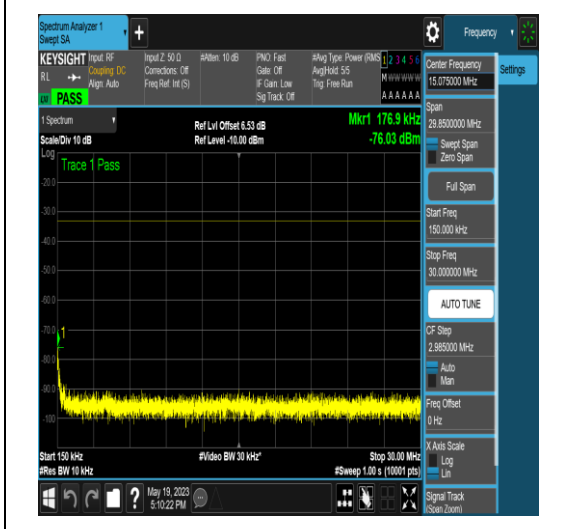 Spectrum Analyzer 1
Swept SA
Frequency
KEYSIGHT
Input: RF
Coupling: DC
Align: Auto
Input Z: 50 Ω
Corrections: Off
Freq Ref: Int (S)
#Atten: 10 dB
PNO: Fast
Gate: Off
IF Gain: Low
Sig Track: Off
#Avg Type: Power (RMS
Avg|Hold: 5/5
Trig: Free Run
1 2 3 4 5 6
M W W W W W
A A A A A A
RL
PASS
1 Spectrum
Scale/Div 10 dB
Ref Lvl Offset 6.53 dB
Ref Level -10.00 dBm
Mkr1 176.9 kHz
-76.03 dBm
Log
Trace 1 Pass
-20.0
-30.0
-40.0
-50.0
-60.0
-70.0
1
-80.0
-90.0
-100
Start 150 kHz
#Video BW 30 kHz*
Stop 30.00 MHz
#Res BW 10 kHz
#Sweep 1.00 s (10001 pts)
?
May 19, 2023
5:10:22 PM
Settings
Center Frequency
15.075000 MHz
Span
29.8500000 MHz
Swept Span
Zero Span
Full Span
Start Freq
150.000 kHz
Stop Freq
30.000000 MHz
AUTO TUNE
CF Step
2.985000 MHz
Auto
Man
Freq Offset
0 Hz
X Axis Scale
Log
Lin
Signal Track
(Span Zoom)